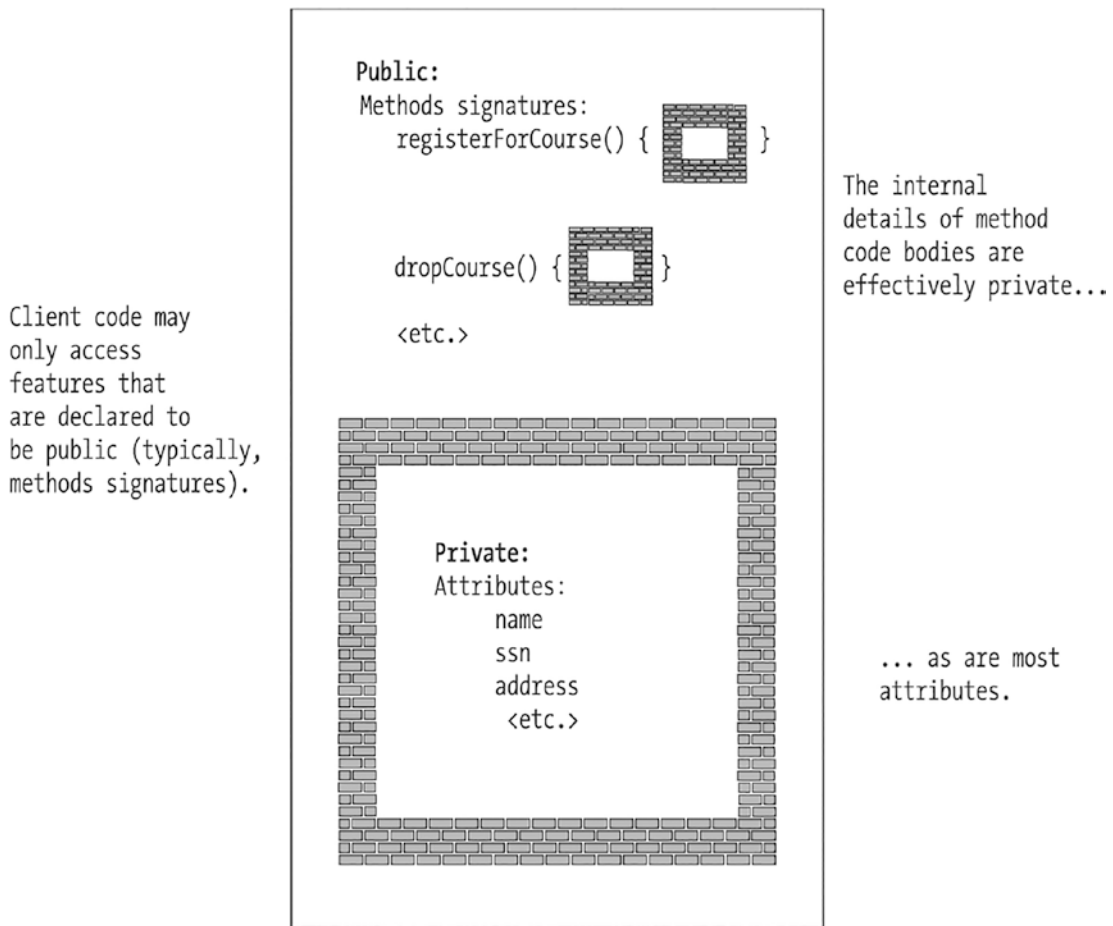 Public:
Methods signatures:
registerForCourse() { }
dropCourse() { }
<etc.>
The internal
details of method
code bodies are
effectively private...
Client code may
only access
features that
are declared to
be public (typically,
methods signatures).
Private:
Attributes:
name
ssn
address
<etc.>
... as are most
attributes.